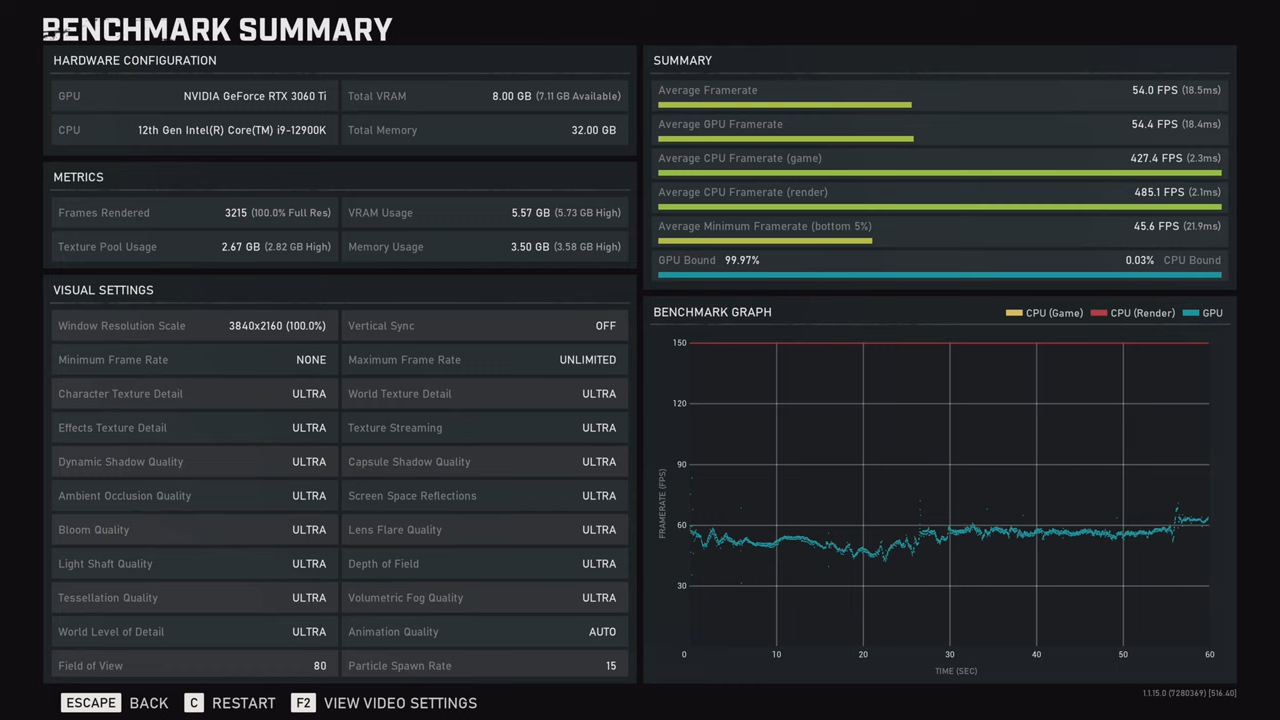 BENCHMARK SUMMARY
HARDWARE CONFIGURATION
GPU NVIDIA GeForce RTX 3060 Ti Total VRAM 8.00 GB (7.11 GB Available)
CPU 12th Gen Intel(R) Core(TM) i9-12900K Total Memory 32.00 GB
METRICS
Frames Rendered 3215 (100.0% Full Res) VRAM Usage 5.57 GB (5.73 GB High)
Texture Pool Usage 2.67 GB (2.82 GB High) Memory Usage 3.50 GB (3.58 GB High)
VISUAL SETTINGS
Window Resolution Scale 3840x2160 (100.0%) Vertical Sync OFF
Minimum Frame Rate NONE Maximum Frame Rate UNLIMITED
Character Texture Detail ULTRA World Texture Detail ULTRA
Effects Texture Detail ULTRA Texture Streaming ULTRA
Dynamic Shadow Quality ULTRA Capsule Shadow Quality ULTRA
Ambient Occlusion Quality ULTRA Screen Space Reflections ULTRA
Bloom Quality ULTRA Lens Flare Quality ULTRA
Light Shaft Quality ULTRA Depth of Field ULTRA
Tessellation Quality ULTRA Volumetric Fog Quality ULTRA
World Level of Detail ULTRA Animation Quality AUTO
Field of View 80 Particle Spawn Rate 15
SUMMARY
Average Framerate 54.0 FPS (18.5ms)
Average GPU Framerate 54.4 FPS (18.4ms)
Average CPU Framerate (game) 427.4 FPS (2.3ms)
Average CPU Framerate (render) 485.1 FPS (2.1ms)
Average Minimum Framerate (bottom 5%) 45.6 FPS (21.9ms)
GPU Bound 99.97% 0.03% CPU Bound
BENCHMARK GRAPH CPU (Game) CPU (Render) GPU
150
120
90
60
30
FRAMERATE (FPS)
0 10 20 30 40 50 60
TIME (SEC)
ESCAPE BACK C RESTART F2 VIEW VIDEO SETTINGS
1.1.15.0 (7280369) [516.40]